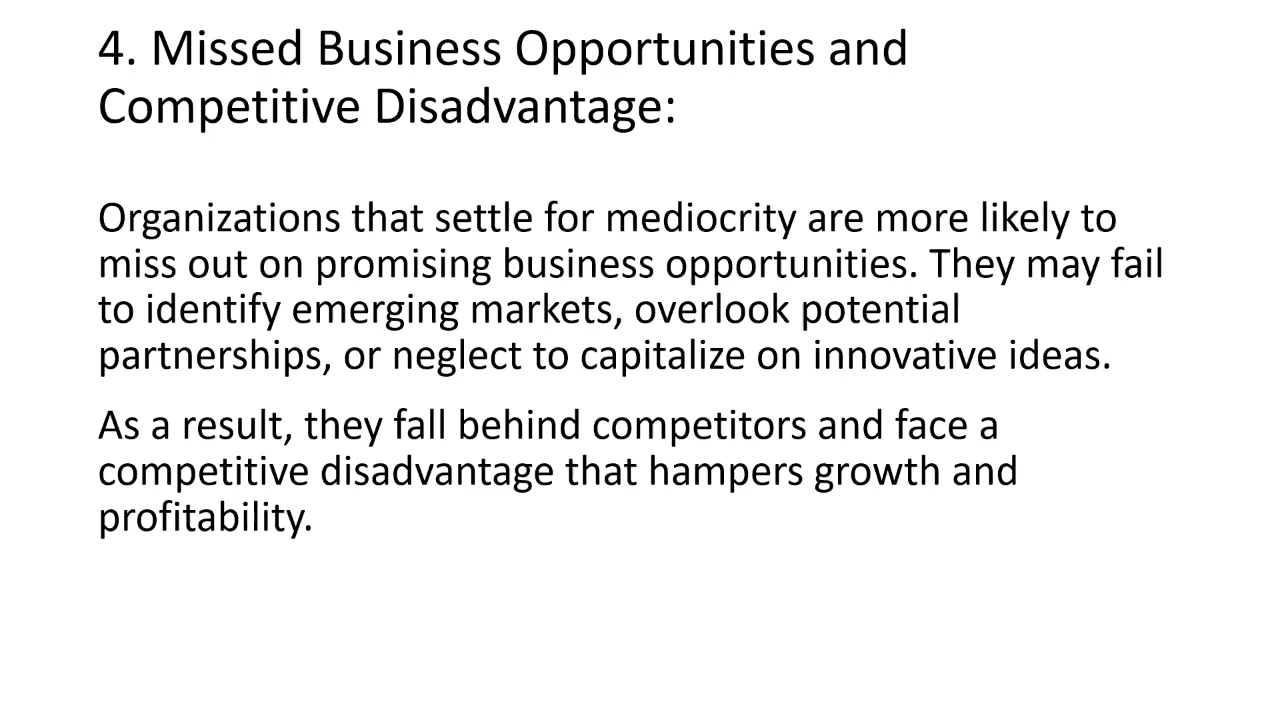 4. Missed Business Opportunities and
Competitive Disadvantage:
Organizations that settle for mediocrity are more likely to
miss out on promising business opportunities. They may fail
to identify emerging markets, overlook potential
partnerships, or neglect to capitalize on innovative ideas.
As a result, they fall behind competitors and face a
competitive disadvantage that hampers growth and
profitability.